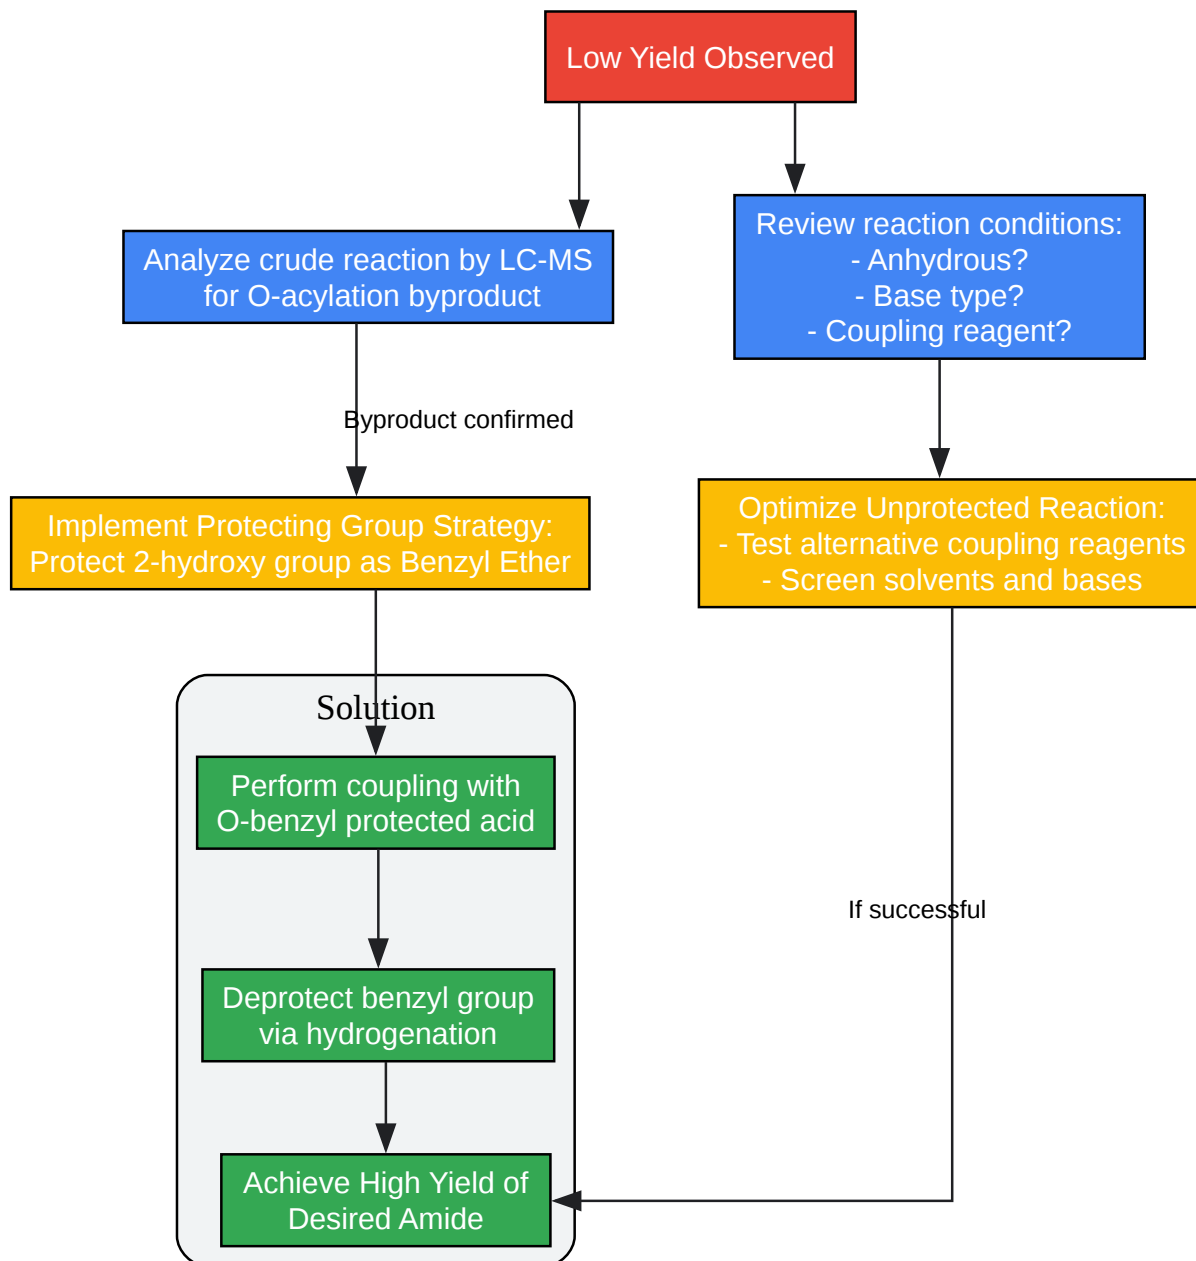 Low Yield Observed
Analyze crude reaction by LC-MS
for O-acylation byproduct
Review reaction conditions:
- Anhydrous?
- Base type?
- Coupling reagent?
Byproduct confirmed
Implement Protecting Group Strategy:
Protect 2-hydroxy group as Benzyl Ether
Optimize Unprotected Reaction:
- Test alternative coupling reagents
- Screen solvents and bases
Solution
Perform coupling with
O-benzyl protected acid
If successful
Deprotect benzyl group
via hydrogenation
Achieve High Yield of
Desired Amide